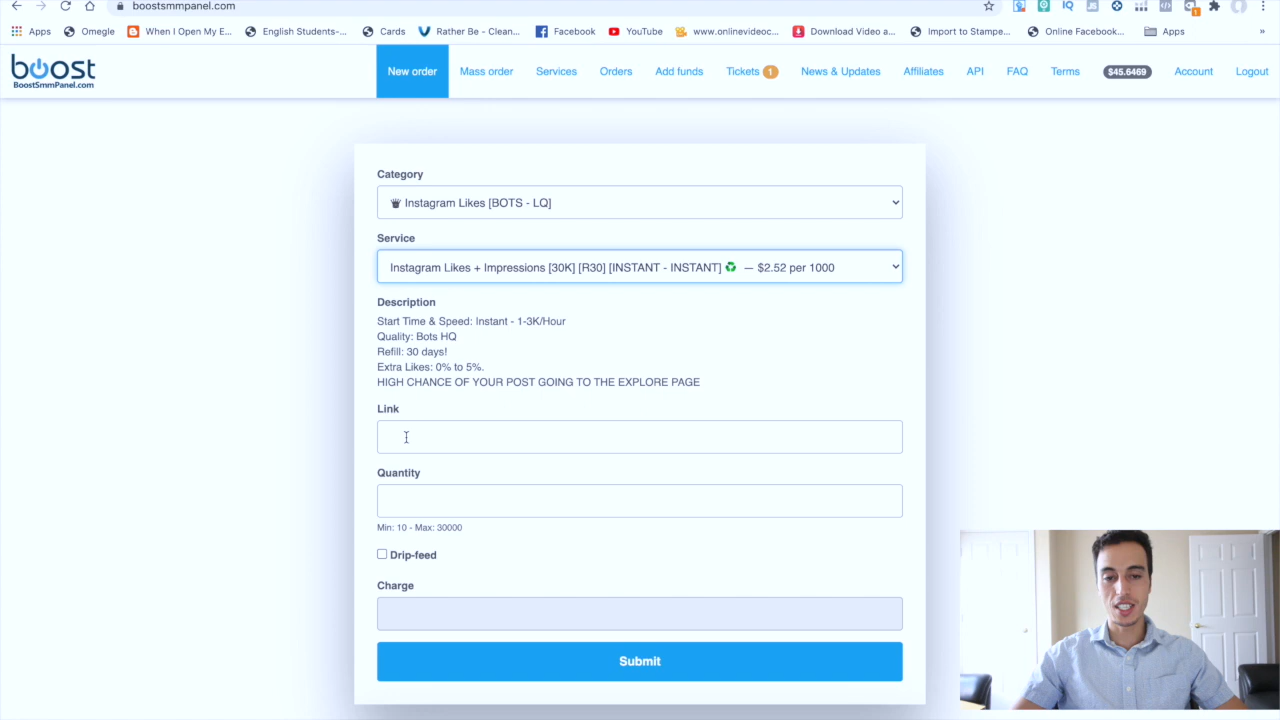 boostsmmpanel.com
Apps
Omegle
When I Open My E...
English Students-...
Cards
Rather Be - Clean...
Facebook
YouTube
www.onlinevideoc...
Download Video a...
Import to Stampe...
Online Facebook...
Apps
»
boost
BoostSmmPanel.com
New order
Mass order
Services
Orders
Add funds
Tickets 1
News & Updates
Affiliates
API
FAQ
Terms
$45.6469
Account
Logout
Category
Instagram Likes [BOTS - LQ]
Service
Instagram Likes + Impressions [30K] [R30] [INSTANT - INSTANT] ♻️ — $2.52 per 1000
Description
Start Time & Speed: Instant - 1-3K/Hour
Quality: Bots HQ
Refill: 30 days!
Extra Likes: 0% to 5%.
HIGH CHANCE OF YOUR POST GOING TO THE EXPLORE PAGE
Link
Quantity
Min: 10 - Max: 30000
Drip-feed
Charge
Submit